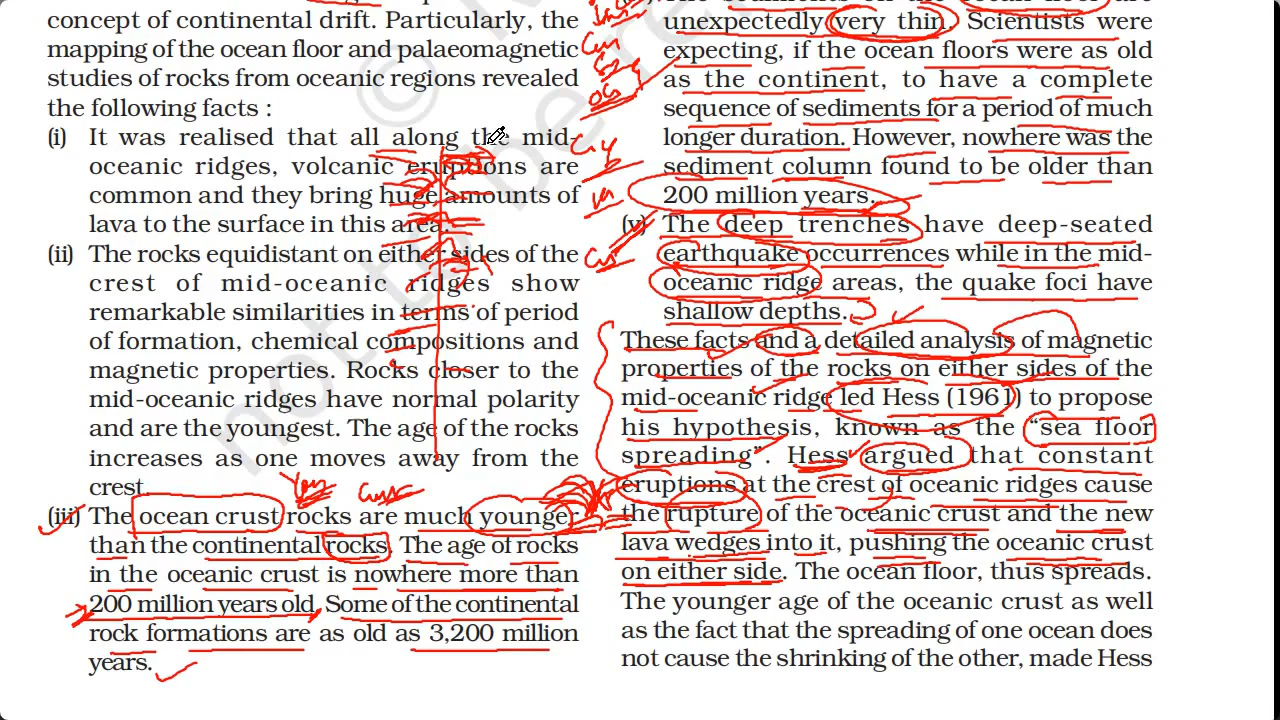 concept of continental drift. Particularly, the
mapping of the ocean floor and palaeomagnetic
studies of rocks from oceanic regions revealed
the following facts :
(i) It was realised that all along the mid-
oceanic ridges, volcanic eruptions are
common and they bring huge amounts of
lava to the surface in this area.
(ii) The rocks equidistant on either sides of the
crest of mid-oceanic ridges show
remarkable similarities in terms of period
of formation, chemical compositions and
magnetic properties. Rocks closer to the
mid-oceanic ridges have normal polarity
and are the youngest. The age of the rocks
increases as one moves away from the
crest.
(iii) The ocean crust rocks are much younger
than the continental rocks. The age of rocks
in the oceanic crust is nowhere more than
200 million years old. Some of the continental
rock formations are as old as 3,200 million
years.
unexpectedly very thin. Scientists were
expecting, if the ocean floors were as old
as the continent, to have a complete
sequence of sediments for a period of much
longer duration. However, nowhere was the
sediment column found to be older than
200 million years.
(v) The deep trenches have deep-seated
earthquake occurrences while in the mid-
oceanic ridge areas, the quake foci have
shallow depths.
These facts and a detailed analysis of magnetic
properties of the rocks on either sides of the
mid-oceanic ridge led Hess (1961) to propose
his hypothesis, known as the “sea floor
spreading”. Hess argued that constant
eruptions at the crest of oceanic ridges cause
the rupture of the oceanic crust and the new
lava wedges into it, pushing the oceanic crust
on either side. The ocean floor, thus spreads.
The younger age of the oceanic crust as well
as the fact that the spreading of one ocean does
not cause the shrinking of the other, made Hess
not to be re
©